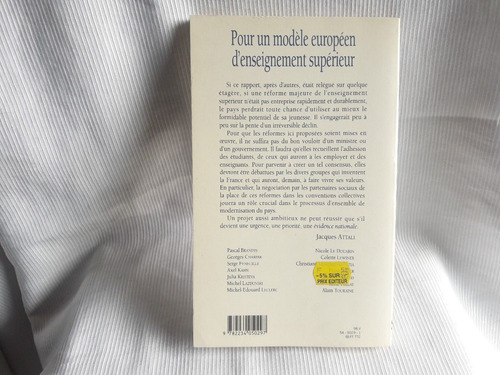 Pour un modèle européen
d'enseignement supérieur
Si ce rapport, après d'autres, était relégué sur quelque
étagère, si une réforme majeure de l'enseignement
supérieur n'était pas entreprise rapidement et durablement,
le pays perdrait toute chance d'utiliser au mieux le
formidable potentiel de sa jeunesse. Il s'engagerait peu à
peu sur la pente d'un irréversible déclin.
Pour que les réformes ici proposées soient mises en
œuvre, il ne suffira pas du bon vouloir d'un ministre ou
d'un gouvernement. Il faudra qu'elles recueillent l'adhésion
des étudiants, de ceux qui auront à les employer et des
enseignants. Pour parvenir à créer un tel consensus, elles
devront être débattues par les divers groupes qui inventent
la France et qui auront, demain, à faire vivre ses valeurs.
En particulier, la négociation par les partenaires sociaux de
la place de ces réformes dans les conventions collectives
jouera un rôle crucial dans le processus d'ensemble de
modernisation du pays.
Un projet aussi ambitieux ne peut réussir que s'il
devient une urgence, une priorité, une évidence nationale.
Jacques ATTALI
Pascal BRANDYS
Georges CHARPAK
Serge FENEUILLE
Axel KAHN
Julia KRISTEVA
Michel LAZDUNSKI
Michel-Edouard LECLERC
Nicole LE DOUARIN
Colette LEWINER
Alain TOURAINE
-5% SUR
PRIX EDITEUR
9 782234 050297